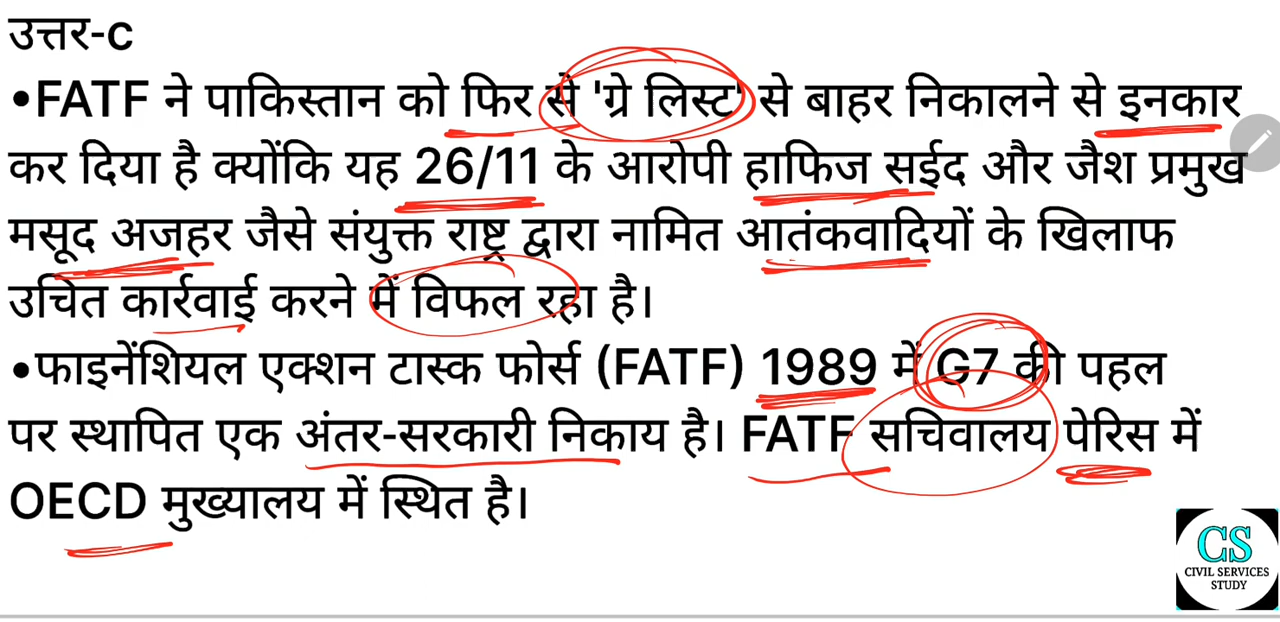 उत्तर-c
•FATF ने पाकिस्तान को फिर से 'ग्रे लिस्ट' से बाहर निकालने से इनकार
कर दिया है क्योंकि यह 26/11 के आरोपी हाफिज सईद और जैश प्रमुख
मसूद अजहर जैसे संयुक्त राष्ट्र द्वारा नामित आतंकवादियों के खिलाफ
उचित कार्रवाई करने में विफल रहा है।
•फाइनेंशियल एक्शन टास्क फोर्स (FATF) 1989 में G7 की पहल
पर स्थापित एक अंतर-सरकारी निकाय है। FATF सचिवालय पेरिस में
OECD मुख्यालय में स्थित है।
CS
CIVIL SERVICES
STUDY